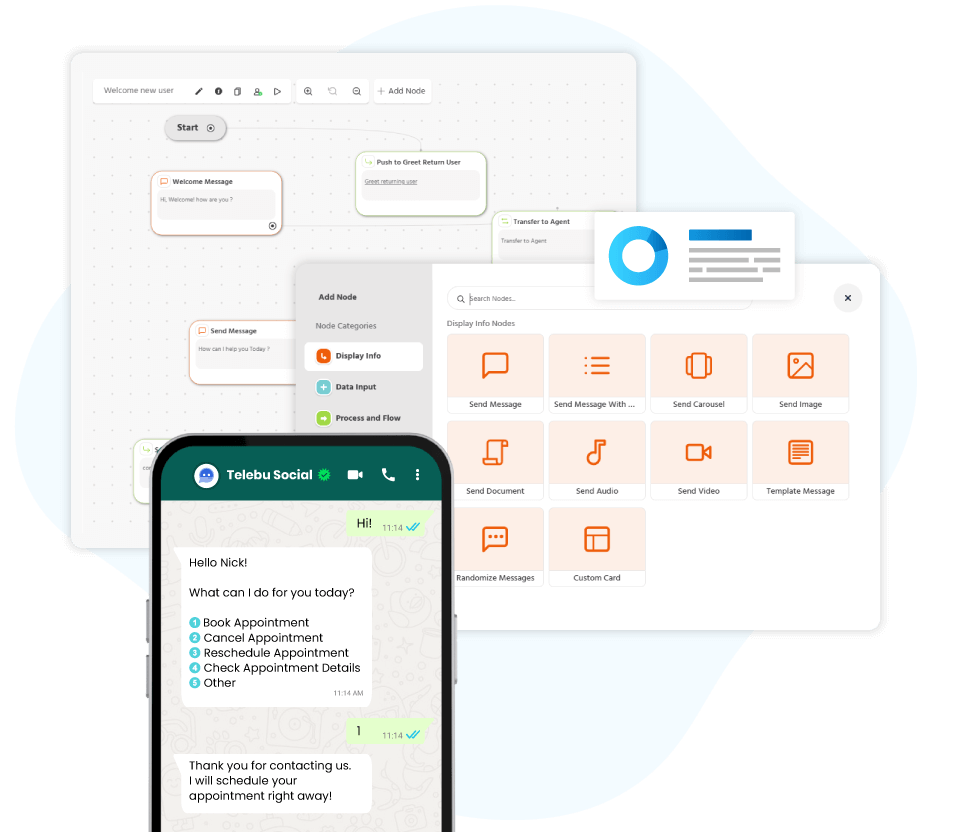 Welcome new user
Add Node
Start
Push to Greet Return User
Greet returning user
Welcome Message
Hi, Welcome! how are you ?
Transfer to Agent
Transfer to Agent
Send Message
How can I help you Today ?
Add Node
Node Categories
Display Info
Data Input
Process and Flow
Search Nodes...
Display Info Nodes
Send Message
Send Message With ...
Send Carousel
Send Image
Send Document
Send Audio
Send Video
Template Message
Randomize Messages
Custom Card
Telebu Social
Hi!
11:14
Hello Nick!
What can I do for you today?
1 Book Appointment
2 Cancel Appointment
3 Reschedule Appointment
4 Check Appointment Details
5 Other
11:14 AM
1
11:14
Thank you for contacting us.
I will schedule your
appointment right away!